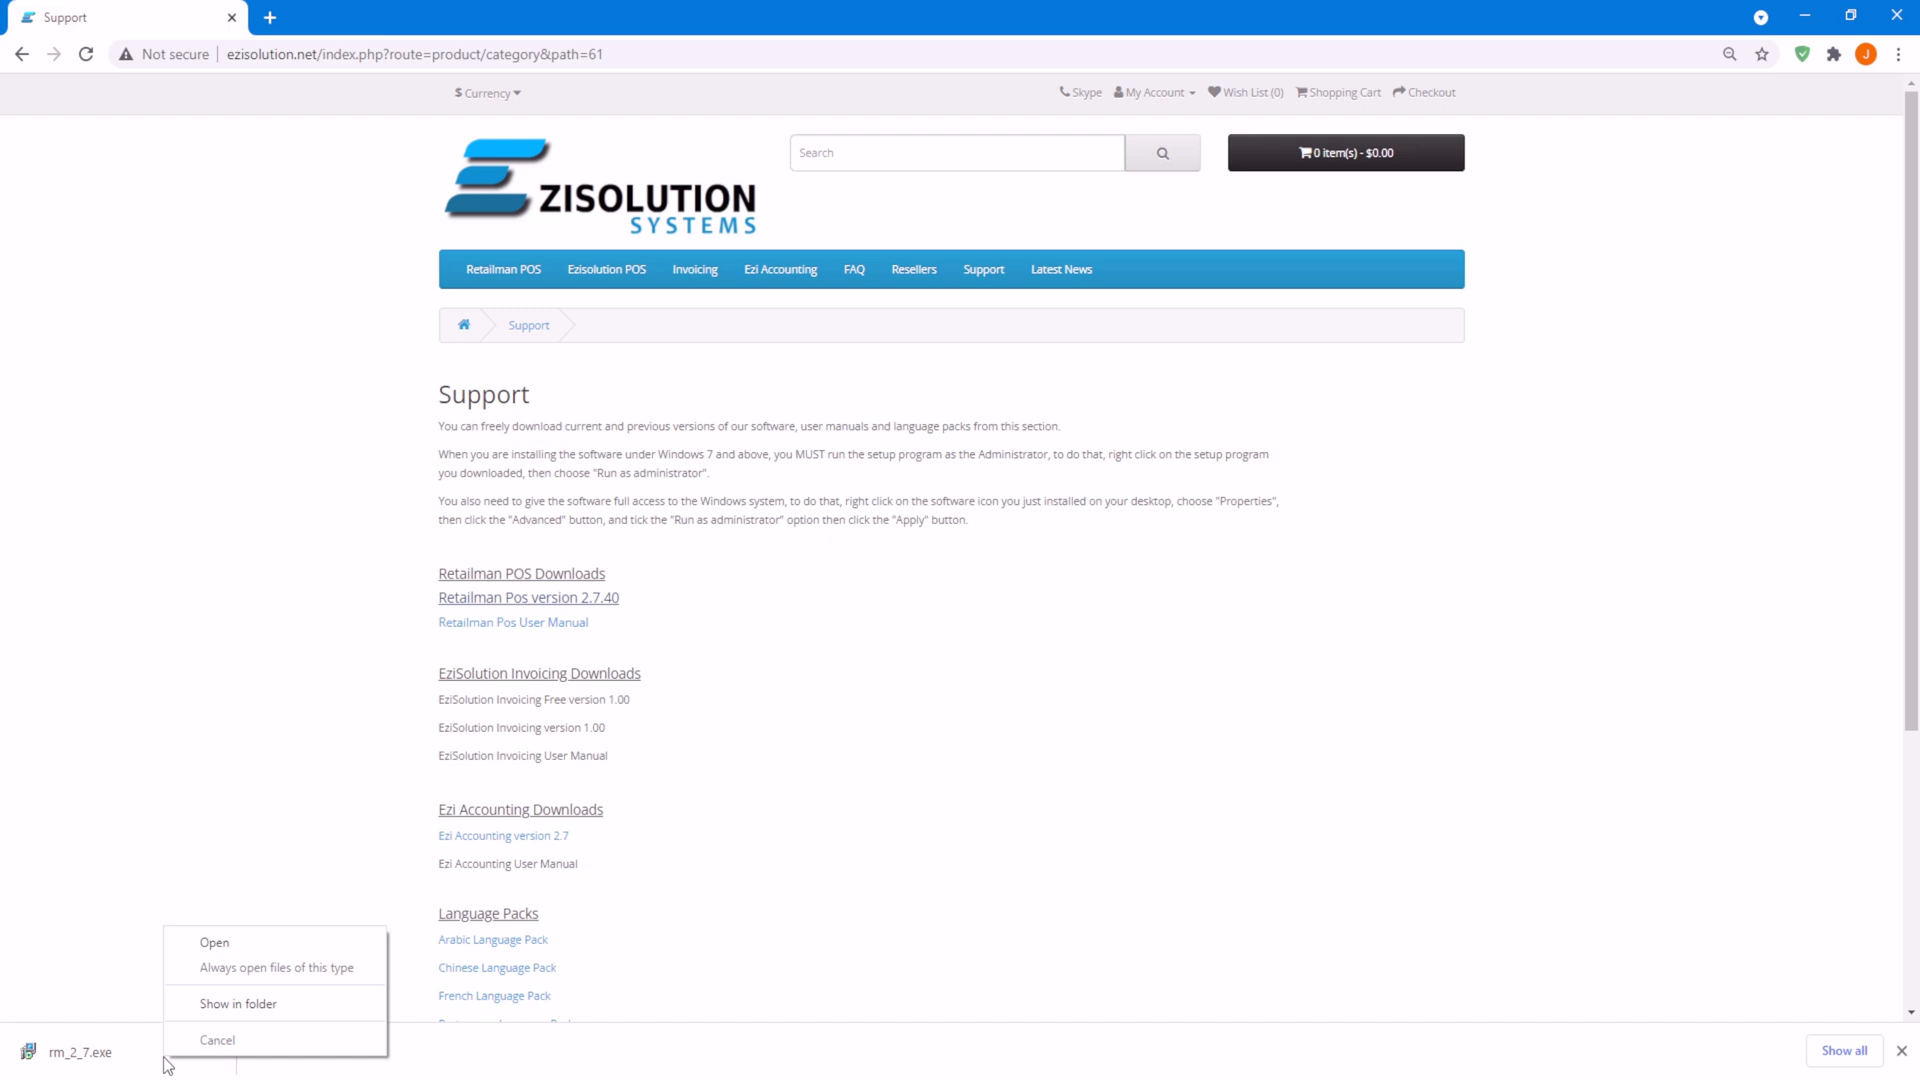 Support
Not secure
ezisolution.net/index.php?route=product/category&path=61
J
$ Currency
Skype
My Account
Wish List (0)
Shopping Cart
Checkout
ZISOLUTION
SYSTEMS
Search
0 item(s) - $0.00
Retailman POS
Ezisolution POS
Invoicing
Ezi Accounting
FAQ
Resellers
Support
Latest News
Support
Support
You can freely download current and previous versions of our software, user manuals and language packs from this section.
When you are installing the software under Windows 7 and above, you MUST run the setup program as the Administrator, to do that, right click on the setup program
you downloaded, then choose "Run as administrator".
You also need to give the software full access to the Windows system, to do that, right click on the software icon you just installed on your desktop, choose "Properties",
then click the "Advanced" button, and tick the "Run as administrator" option then click the "Apply" button.
Retailman POS Downloads
Retailman Pos version 2.7.40
Retailman Pos User Manual
EziSolution Invoicing Downloads
EziSolution Invoicing Free version 1.00
EziSolution Invoicing version 1.00
EziSolution Invoicing User Manual
Ezi Accounting Downloads
Ezi Accounting version 2.7
Ezi Accounting User Manual
Language Packs
Arabic Language Pack
Chinese Language Pack
French Language Pack
Open
Always open files of this type
Show in folder
Cancel
rm_2_7.exe
Show all